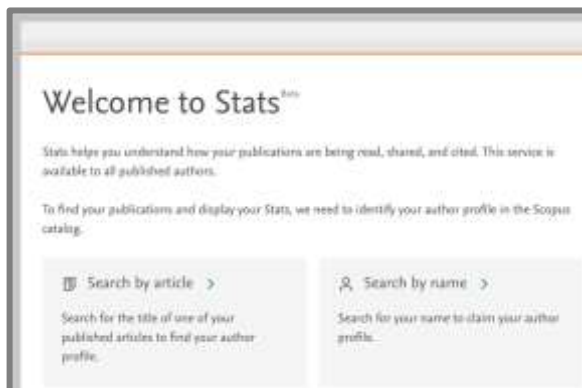 Welcome to Stats Beta
Stats helps you understand how your publications are being read, shared, and cited. This service is
available to all published authors.
To find your publications and display your Stats, we need to identify your author profile in the Scopus
catalog.
Search by article >
Search for the title of one of your
published articles to find your author
profile.
Search by name >
Search for your name to claim your author
profile.